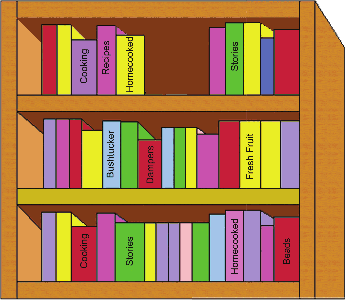 Cooking
Recipes
Homecooked
Stories
Bushtucker
Dampers
Fresh Fruit
Cooking
Stories
Homecooked
Beads